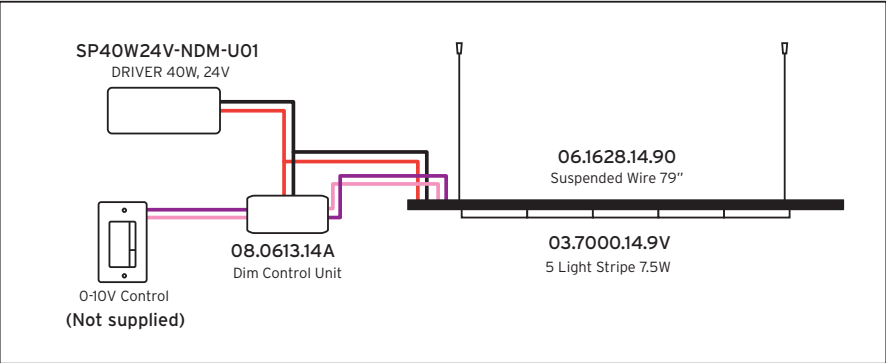 SP40W24V-NDM-U01
DRIVER 40W, 24V
06.1628.14.90
Suspended Wire 79”
03.7000.14.9V
5 Light Stripe 7.5W
08.0613.14A
Dim Control Unit
0-10V Control
(Not supplied)